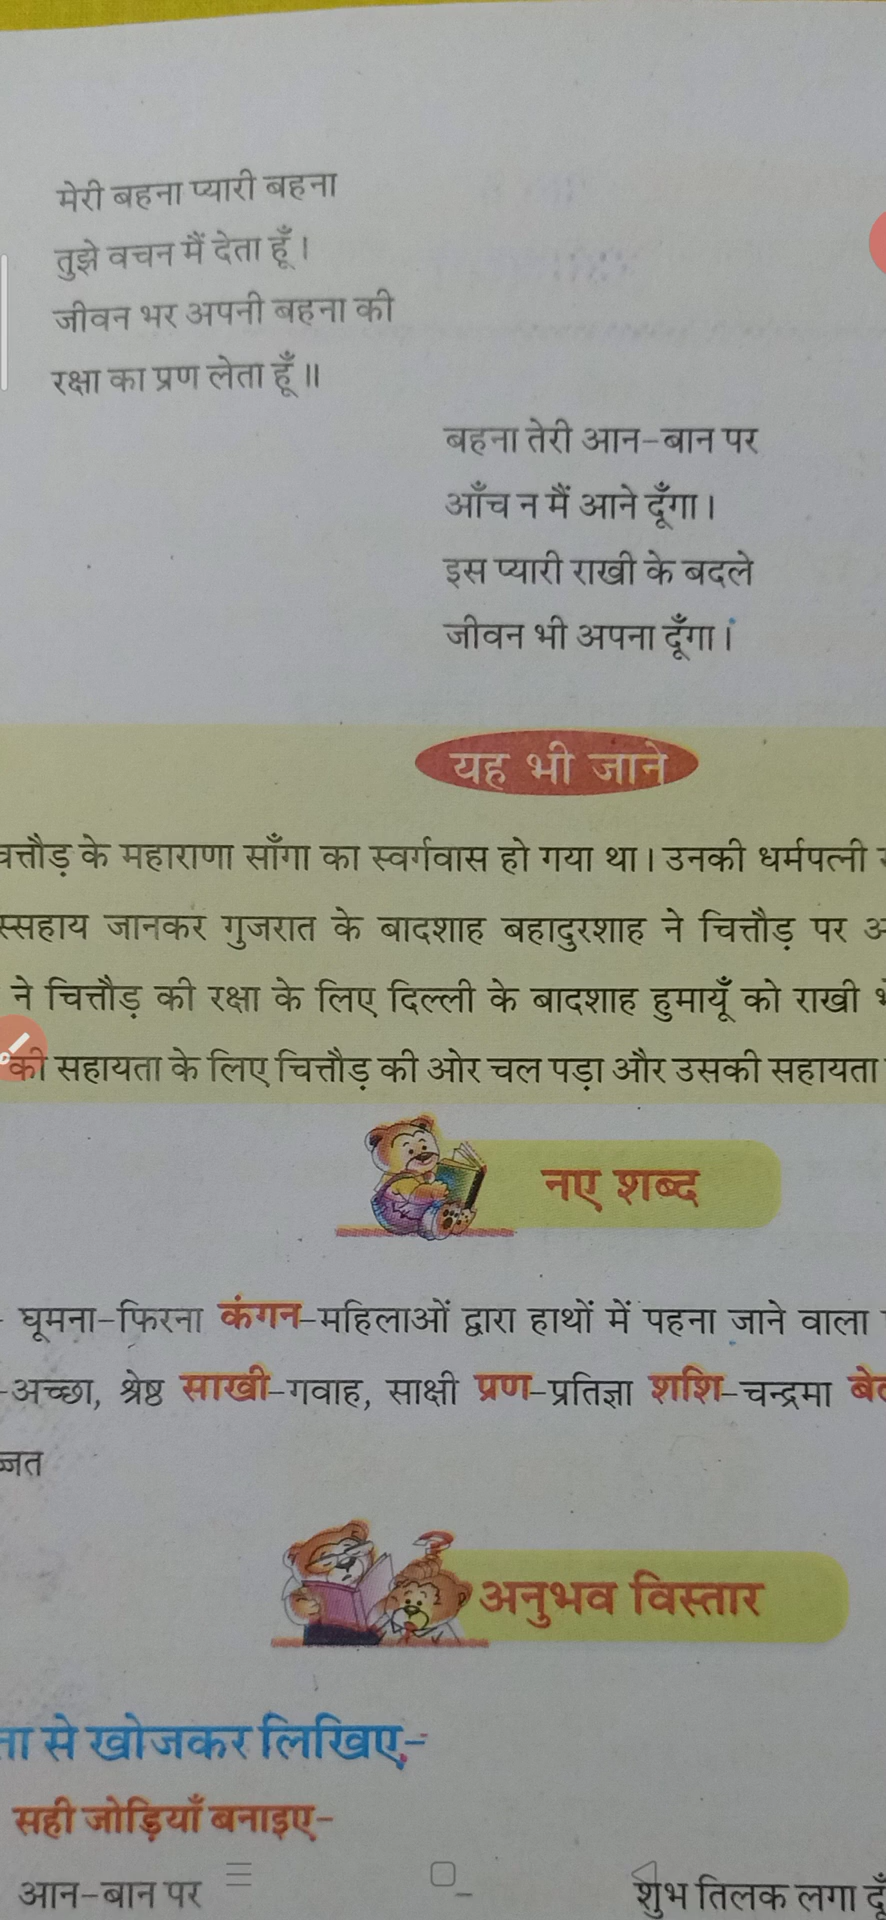 मेरी बहना प्यारी बहना
तुझे वचन मैं देता हूँ ।
जीवन भर अपनी बहना की
रक्षा का प्रण लेता हूँ ॥
बहना तेरी आन-बान पर
आँच न मैं आने दूँगा ।
इस प्यारी राखी के बदले
जीवन भी अपना दूँगा ।
यह भी जाने
के महाराणा साँगा का स्वर्गवास हो गया था । उनकी धर्मपत्नी
जानकर गुजरात के बादशाह बहादुरशाह ने चित्तौड़ पर
ने चित्तौड़ की रक्षा के लिए दिल्ली के बादशाह हुमायूँ को राखी
की सहायता के लिए चित्तौड़ की ओर चल पड़ा और उसकी सहायता
नए शब्द
- घूमना-फिरना कंगन-महिलाओं द्वारा हाथों में पहना जाने वाला
-अच्छा, श्रेष्ठ साखी-गवाह, साक्षी प्रण-प्रतिज्ञा शशि-चन्द्रमा
अनुभव विस्तार
से खोजकर लिखिए,-
सही जोड़ियाँ बनाइए-
आन-बान पर - शुभ तिलक लगा दूँ